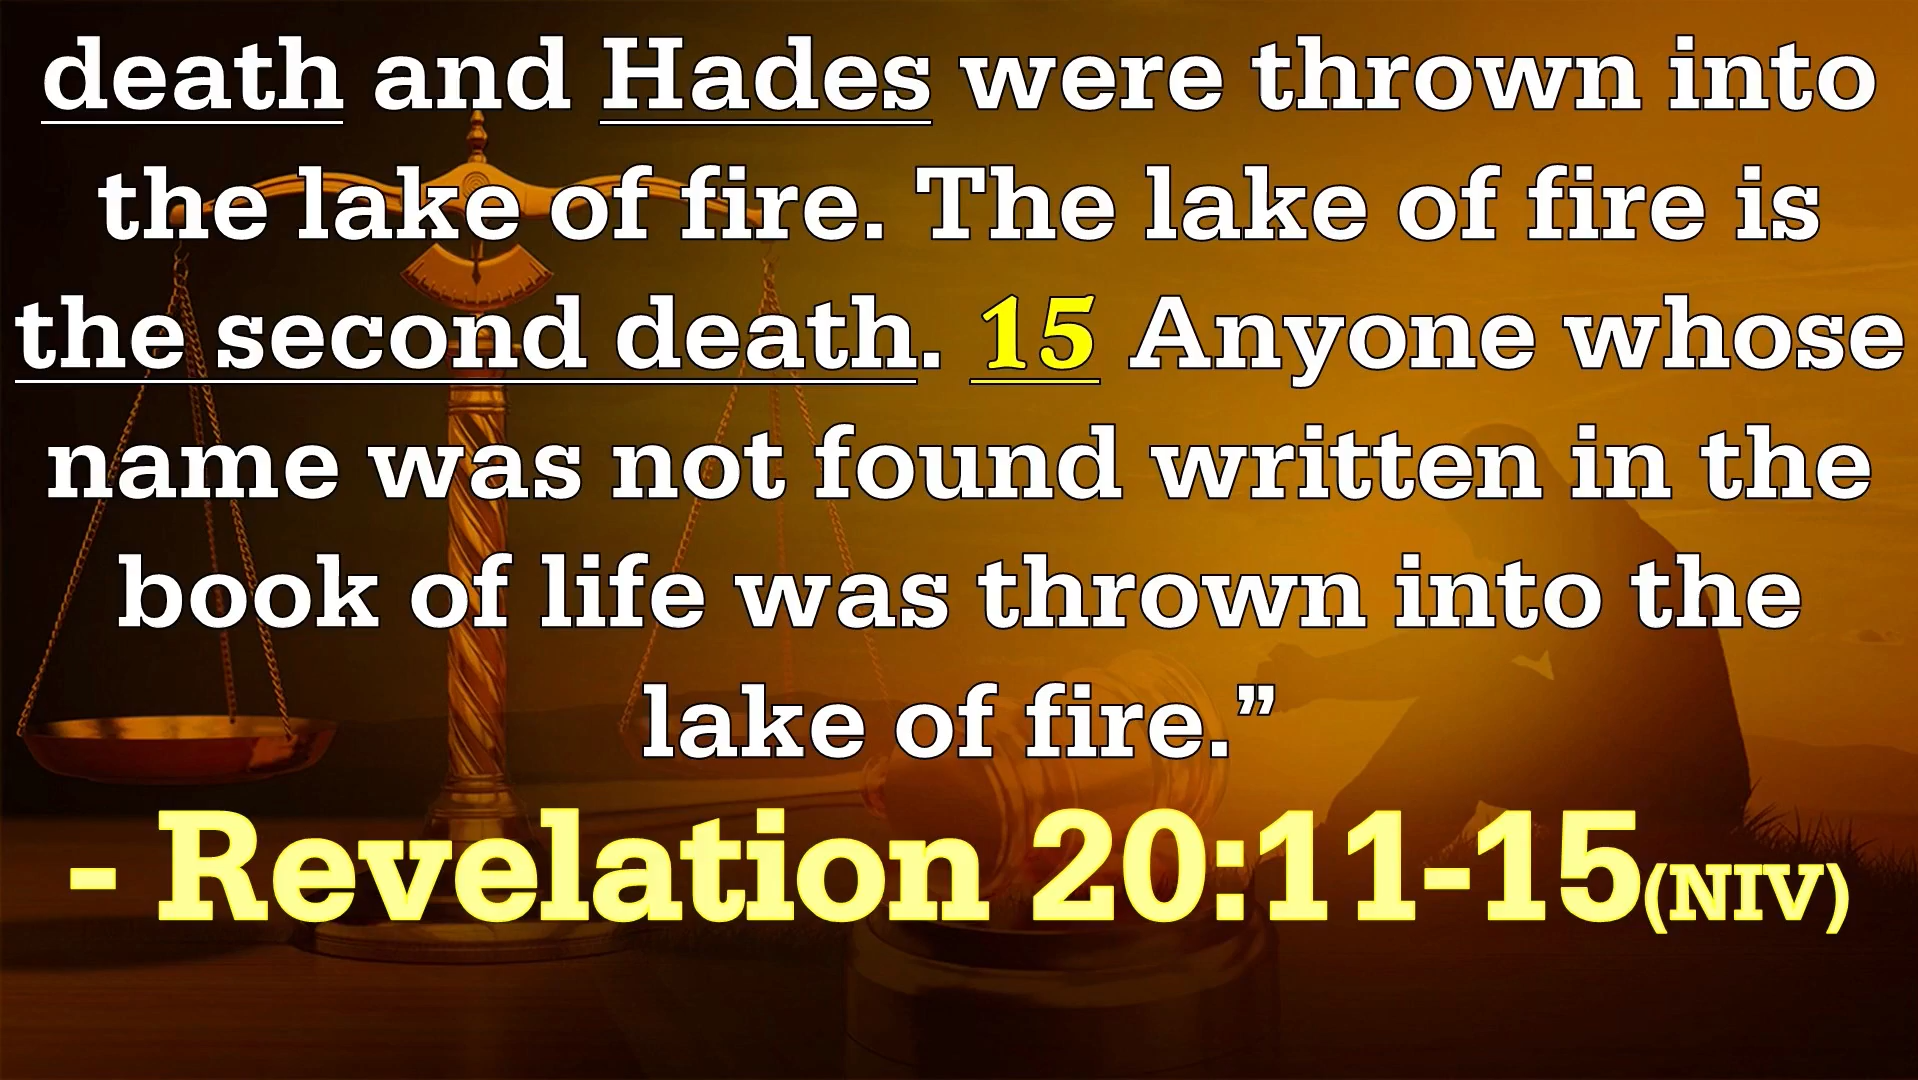 death and Hades were thrown into
the lake of fire. The lake of fire is
the second death. 15 Anyone whose
name was not found written in the
book of life was thrown into the
lake of fire.”
- Revelation 20:11-15(NIV)